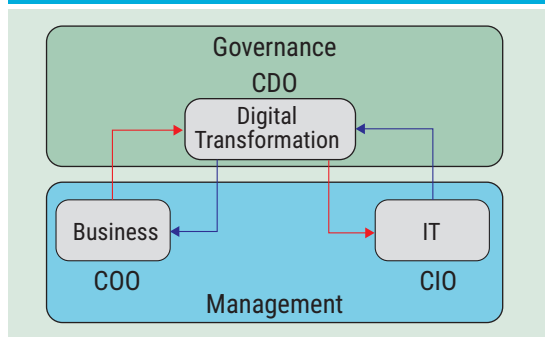 Governance
CDO
Digital
Transformation
Business
IT
COO
CIO
Management